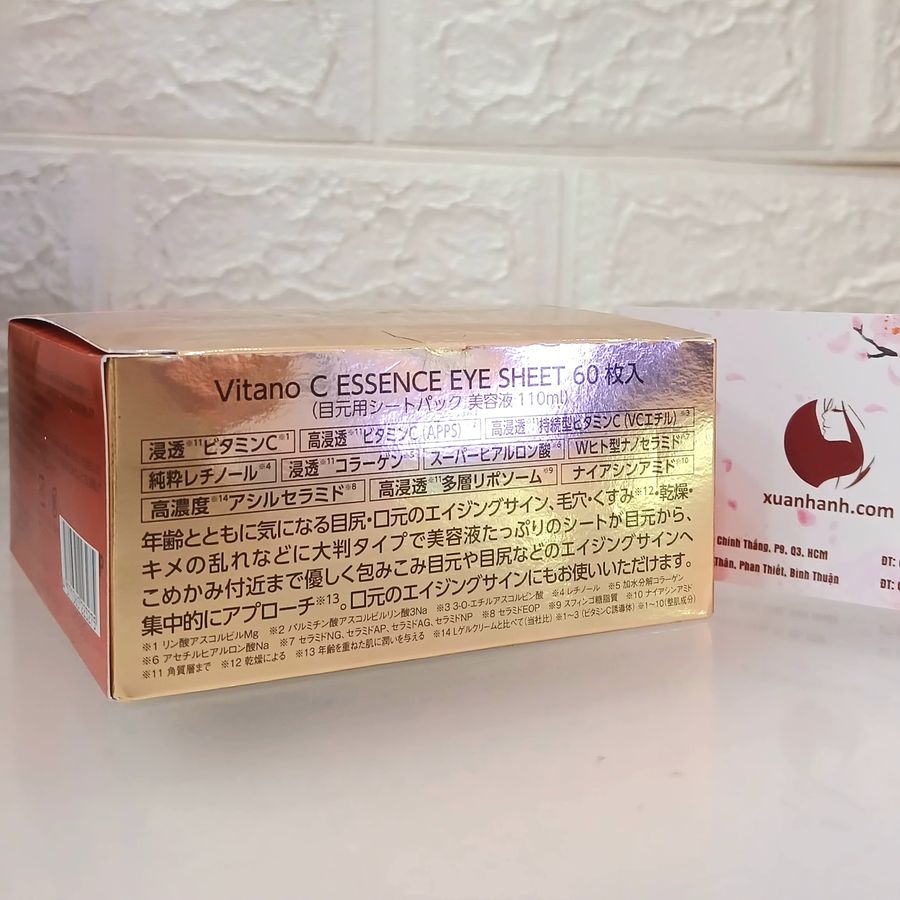 Vitano C ESSENCE EYE SHEET 60枚入
(目元用シートパック 美容液 110ml)
浸透※11ビタミンC※1 高浸透※11ビタミンC(APPS) 高浸透※11持続型ビタミンC(VCエチル)※3
純粋レチノール※4 浸透※11コラーゲン スーパーヒアルロン酸※6 Wヒト型ナノセラミド※7
高濃度※14アシルセラミド※8 高浸透※11多層リポソーム※9 ナイアシンアミド※10
年齢とともに気になる目尻・口元のエイジングサイン、毛穴・くすみ※12・乾燥・
キメの乱れなどに大判タイプで美容液たっぷりのシートが目元から、
こめかみ付近まで優しく包みこみ目元や目尻などのエイジングサインへ
集中的にアプローチ※13。口元のエイジングサインにもお使いいただけます。
※1 リン酸アスコルビルMg ※2 パルミチン酸アスコルビルリン酸3Na ※3 3-O-エチルアスコルビン酸 ※4 レチノール ※5 加水分解コラーゲン
※6 アセチルヒアルロン酸Na ※7 セラミドNG、セラミドAP、セラミドAG、セラミドNP ※8 セラミドEOP ※9 スフィンゴ糖脂質 ※10 ナイアシンアミド
※11 角質層まで ※12 乾燥による ※13 年齢を重ねた肌に潤いを与える ※14 Lゲルクリームと比べて(当社比) ※1~3 (ビタミンC誘導体) ※1~10(整肌成分)
xuanhanh.com
Chính Thắng, P9, Q3, HCM ĐT:
Thân, Phan Thiết, Bình Thuận ĐT: